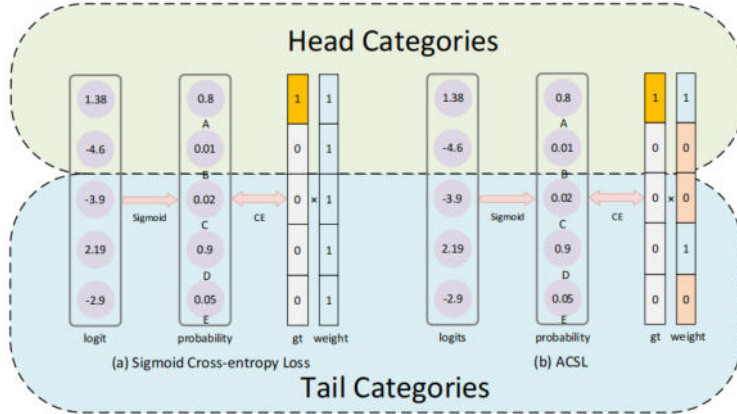 Head Categories
1.38 0.8 1 1 1.38 0.8 1 1
A A
-4.6 0.01 0 1 -4.6 0.01 0 0
B B
-3.9 0.02 0 × 1 -3.9 0.02 0 × 0
Sigmoid CE Sigmoid CE
C C
2.19 0.9 0 1 2.19 0.9 0 1
D D
-2.9 0.05 0 1 -2.9 0.05 0 0
E E
logit probability gt weight logits probability gt weight
(a) Sigmoid Cross-entropy Loss (b) ACSL
Tail Categories